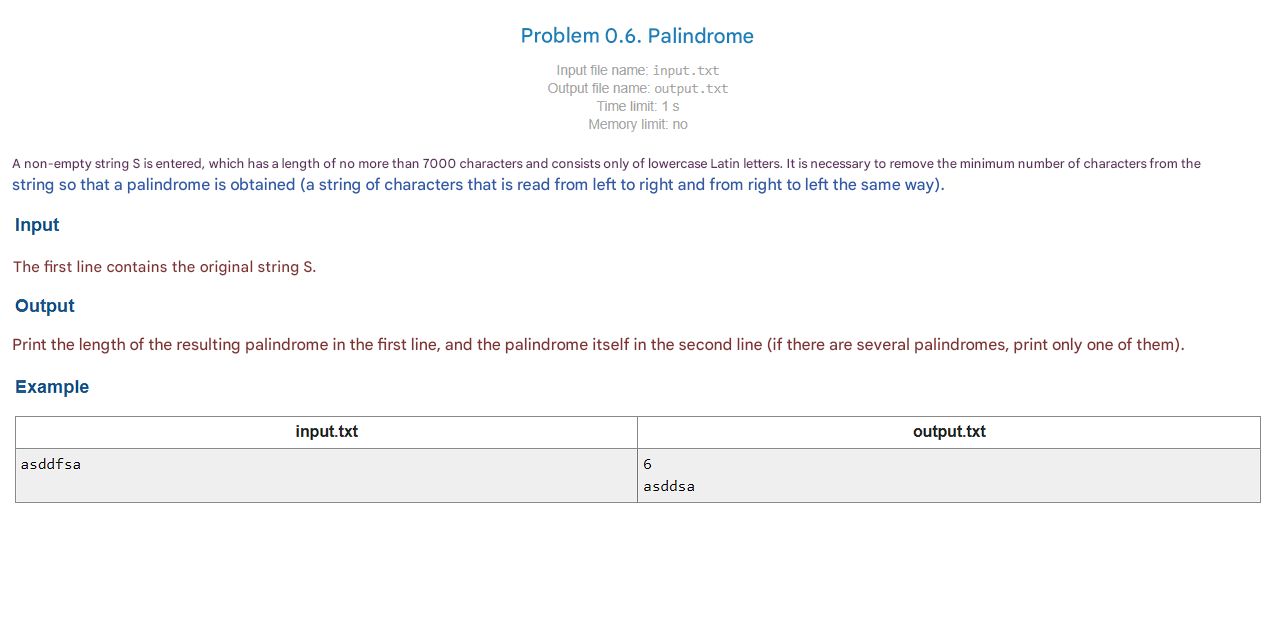 Problem 0.6. Palindrome
Input file name: input.txt
Output file name: output.txt
Time limit: 1 s
Memory limit: no
A non-empty string S is entered, which has a length of no more than 7000 characters and consists only of lowercase Latin letters. It is necessary to remove the minimum number of characters from the
string so that a palindrome is obtained (a string of characters that is read from left to right and from right to left the same way).
Input
The first line contains the original string S.
Output
Print the length of the resulting palindrome in the first line, and the palindrome itself in the second line (if there are several palindromes, print only one of them).
Example
input.txt output.txt
asddfsa 6
asddsa